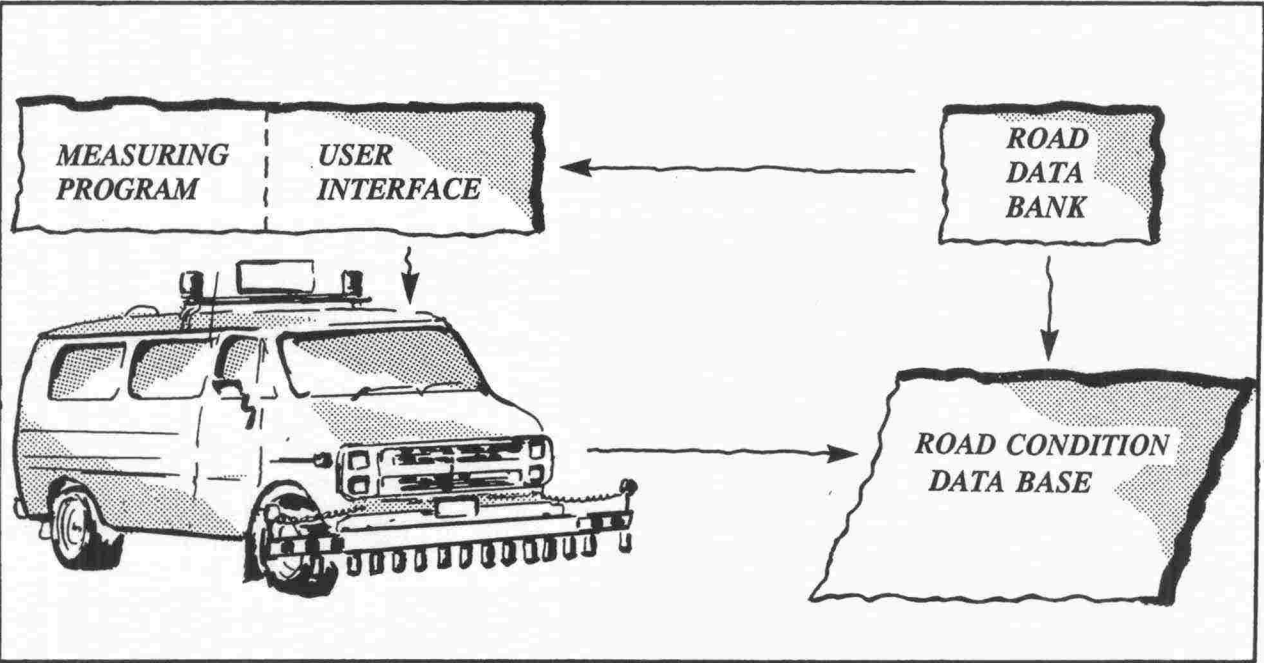 MEASURING
PROGRAM
USER
INTERFACE
ROAD
DATA
BANK
ROAD CONDITION
DATA BASE